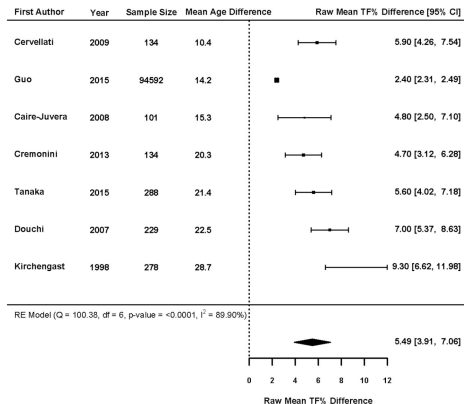 First Author Year Sample Size Mean Age Difference Raw Mean TF% Difference [95% CI]
Cervellati 2009 134 10.4 5.90 [4.26, 7.54]
Guo 2015 94592 14.2 2.40 [2.31, 2.49]
Caire-Juvera 2008 101 15.3 4.80 [2.50, 7.10]
Cremonini 2013 134 20.3 4.70 [3.12, 6.28]
Tanaka 2015 288 21.4 5.60 [4.02, 7.18]
Douchi 2007 229 22.5 7.00 [5.37, 8.63]
Kirchengast 1998 278 28.7 9.30 [6.62, 11.98]
RE Model (Q = 100.38, df = 6, p-value = <0.0001, I² = 89.90%)
5.49 [3.91, 7.06]
0 2 4 6 8 10 12
Raw Mean TF% Difference